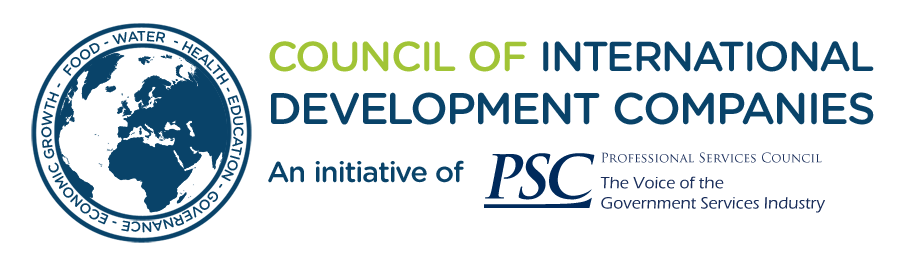 FOOD - WATER - HEALTH - EDUCATION - GOVERNANCE - ECONOMIC GROWTH -
COUNCIL OF INTERNATIONAL
DEVELOPMENT COMPANIES
An initiative of
PSC
PROFESSIONAL SERVICES COUNCIL
The Voice of the
Government Services Industry